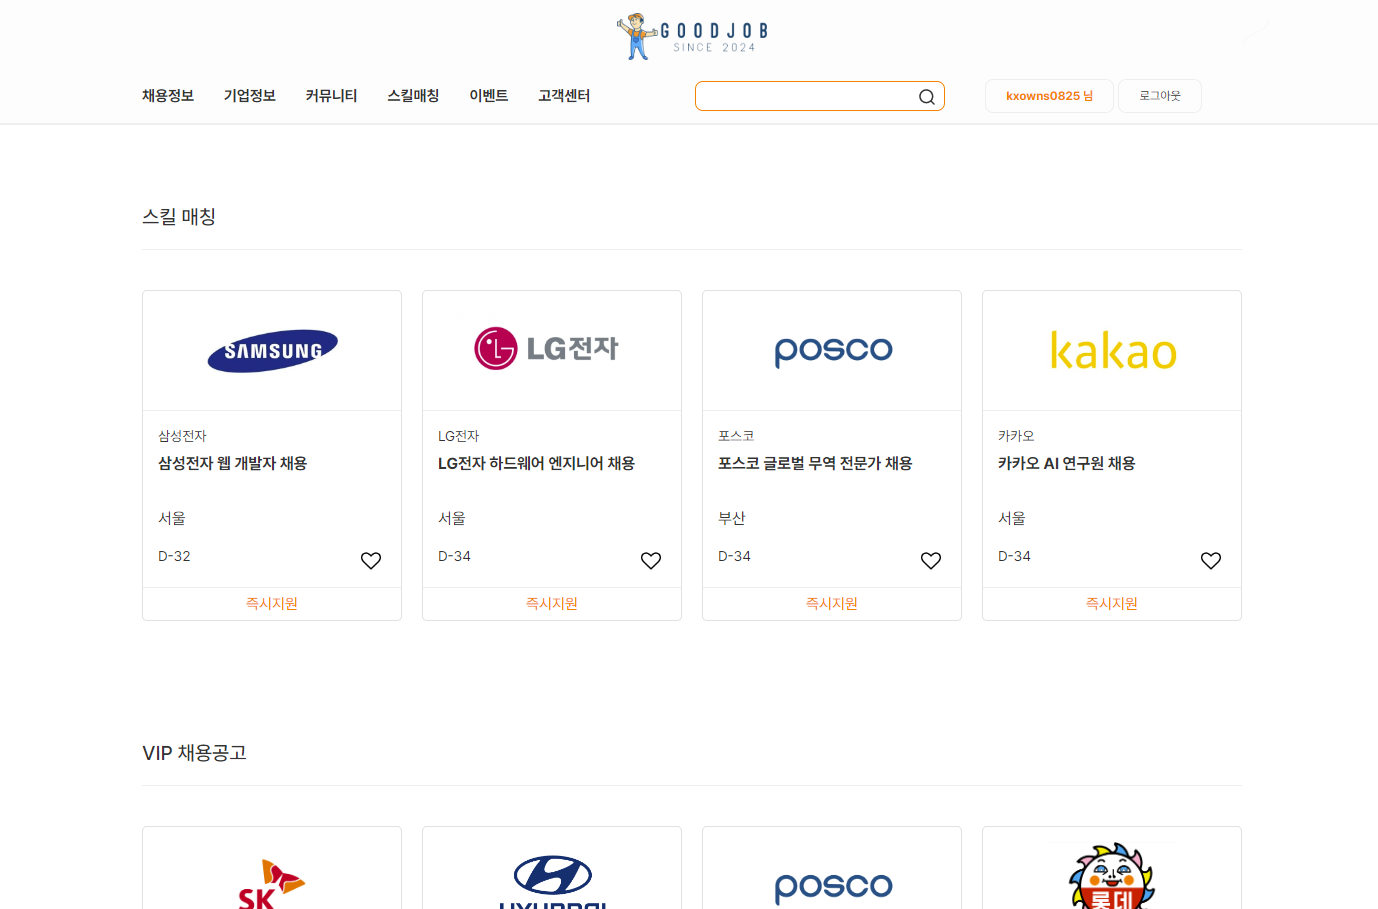 GOODJOB
SINCE 2024
채용정보 기업정보 커뮤니티 스킬매칭 이벤트 고객센터
kxowns0825 님 로그아웃
스킬 매칭
SAMSUNG LG전자 posco kakao
삼성전자 LG전자 포스코 카카오
삼성전자 웹 개발자 채용 LG전자 하드웨어 엔지니어 채용 포스코 글로벌 무역 전문가 채용 카카오 AI 연구원 채용
서울 서울 부산 서울
D-32 D-34 D-34 D-34
즉시지원 즉시지원 즉시지원 즉시지원
VIP 채용공고
SK HYUNDAI posco 롯데